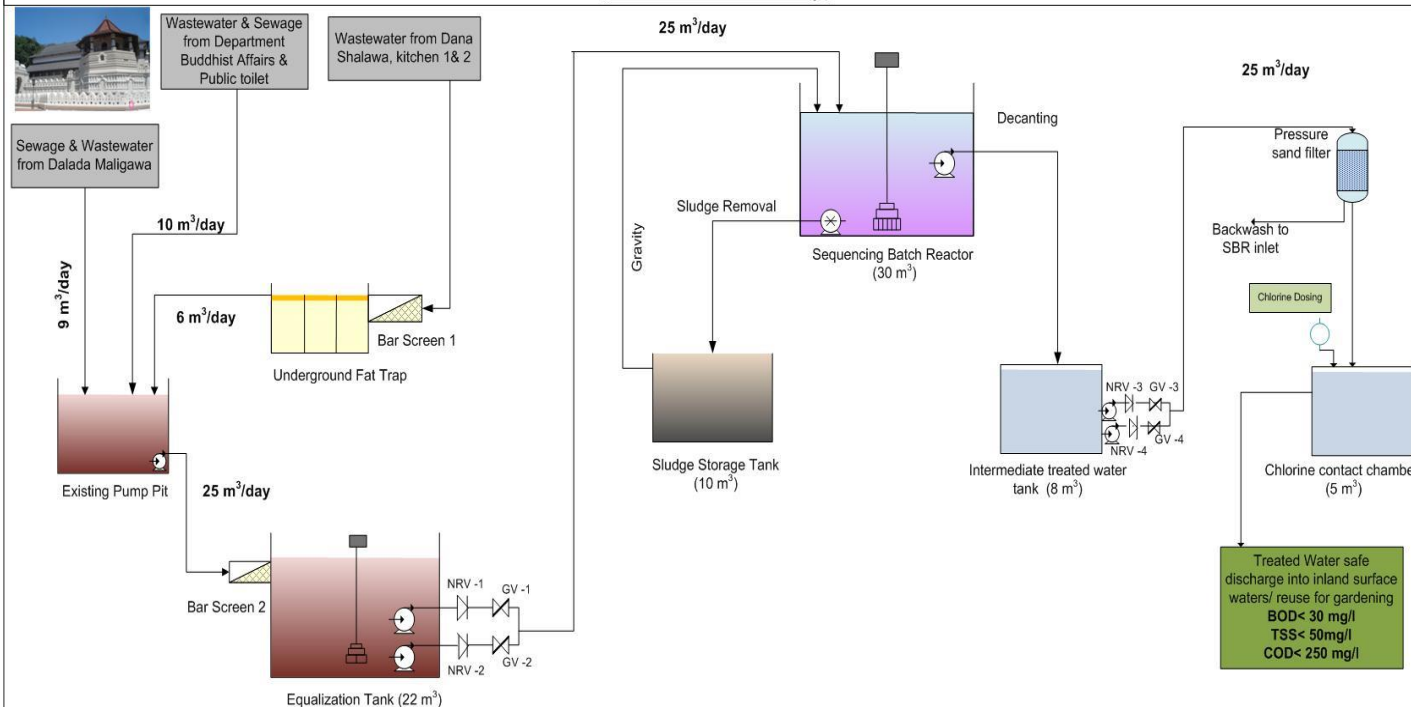 Wastewater & Sewage
from Department
Buddhist Affairs &
Public toilet
Wastewater from Dana
Shalawa, kitchen 1& 2
Sewage & Wastewater
from Dalada Maligawa
9 m³/day
10 m³/day
6 m³/day
Bar Screen 1
Underground Fat Trap
Existing Pump Pit
25 m³/day
Bar Screen 2
NRV -1
GV -1
NRV -2
GV -2
Equalization Tank (22 m³)
25 m³/day
Gravity
Sludge Removal
Sludge Storage Tank
(10 m³)
Sequencing Batch Reactor
(30 m³)
Decanting
Intermediate treated water
tank (8 m³)
NRV -3
GV -3
NRV -4
GV -4
25 m³/day
Pressure
sand filter
Backwash to
SBR inlet
Chlorine Dosing
Chlorine contact chambe
(5 m³)
Treated Water safe
discharge into inland surface
waters/ reuse for gardening
BOD< 30 mg/l
TSS< 50mg/l
COD< 250 mg/l